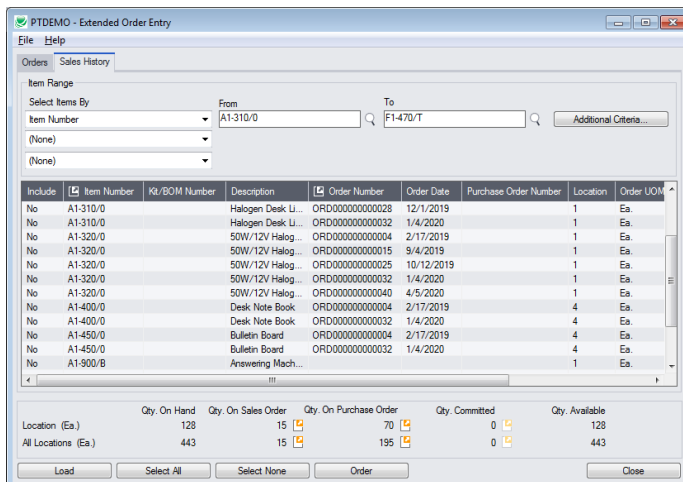 PTDEMO - Extended Order Entry
File Help
Orders Sales History
Item Range
Select Items By From To
Item Number A1-310/0 F1-470/T Additional Criteria...
(None)
(None)
Include Item Number Kit/BOM Number Description Order Number Order Date Purchase Order Number Location Order UOM
No A1-310/0 Halogen Desk Li... ORD000000000028 12/1/2019 1 Ea.
No A1-310/0 Halogen Desk Li... ORD000000000032 1/4/2020 1 Ea.
No A1-320/0 50W/12V Halog... ORD000000000004 2/17/2019 1 Ea.
No A1-320/0 50W/12V Halog... ORD000000000015 9/4/2019 1 Ea.
No A1-320/0 50W/12V Halog... ORD000000000025 10/12/2019 1 Ea.
No A1-320/0 50W/12V Halog... ORD000000000032 1/4/2020 1 Ea.
No A1-320/0 50W/12V Halog... ORD000000000040 4/5/2020 1 Ea.
No A1-400/0 Desk Note Book ORD000000000004 2/17/2019 4 Ea.
No A1-400/0 Desk Note Book ORD000000000032 1/4/2020 4 Ea.
No A1-450/0 Bulletin Board ORD000000000004 2/17/2019 4 Ea.
No A1-450/0 Bulletin Board ORD000000000032 1/4/2020 4 Ea.
No A1-900/B Answering Mach... 1 Ea.
Qty. On Hand Qty. On Sales Order Qty. On Purchase Order Qty. Committed Qty. Available
Location (Ea.) 128 15 70 0 128
All Locations (Ea.) 443 15 195 0 443
Load Select All Select None Order Close